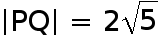 |PQ| = 2√5